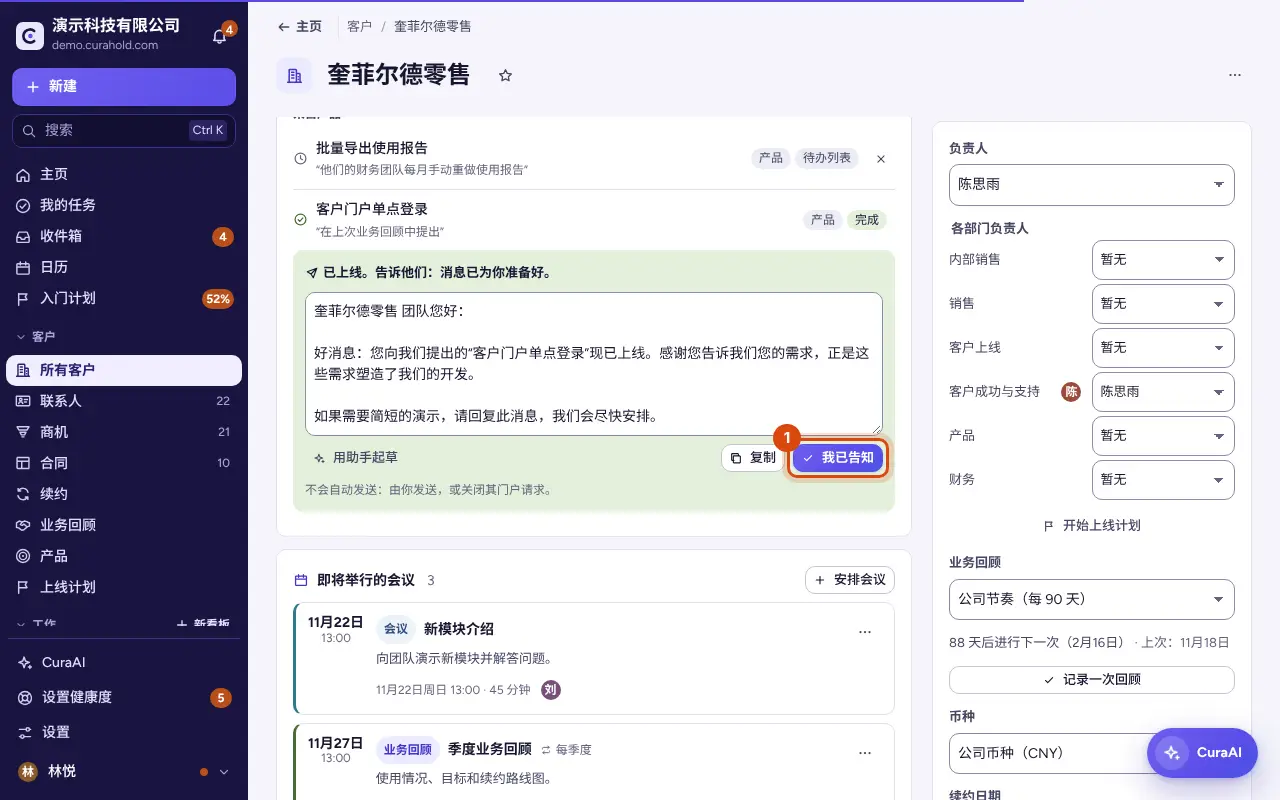 演示科技有限公司
demo.curahold.com
4
新建
搜索
Ctrl K
主页
我的任务
收件箱
4
日历
入门计划
52%
客户
所有客户
联系人
22
商机
21
合同
10
续约
业务回顾
产品
上线计划
工作
新看板
CuraAI
设置健康度
5
设置
林
林悦
主页
客户 / 奎菲尔德零售
奎菲尔德零售
批量导出使用报告
“他们的财务团队每月手动重做使用报告”
产品
待办列表
客户门户单点登录
“在上次业务回顾中提出”
产品
完成
已上线。告诉他们：消息已为你准备好。
奎菲尔德零售 团队您好：
好消息：您向我们提出的“客户门户单点登录”现已上线。感谢您告诉我们您的需求，正是这
些需求塑造了我们的开发。
如果需要简短的演示，请回复此消息，我们会尽快安排。
用助手起草
复制
1
我已告知
不会自动发送：由你发送，或关闭其门户请求。
即将举行的会议 3
安排会议
11月22日
13:00
会议
新模块介绍
向团队演示新模块并解答问题。
11月22日周日 13:00 · 45 分钟
刘
11月27日
13:00
业务回顾
季度业务回顾
每季度
使用情况、目标和续约路线图。
负责人
陈思雨
各部门负责人
内部销售
暂无
销售
暂无
客户上线
暂无
客户成功与支持
陈
陈思雨
产品
暂无
财务
暂无
开始上线计划
业务回顾
公司节奏（每 90 天）
88 天后进行下一次（2月16日） · 上次：11月18日
记录一次回顾
币种
公司币种（CNY）
CuraAI
续约日期